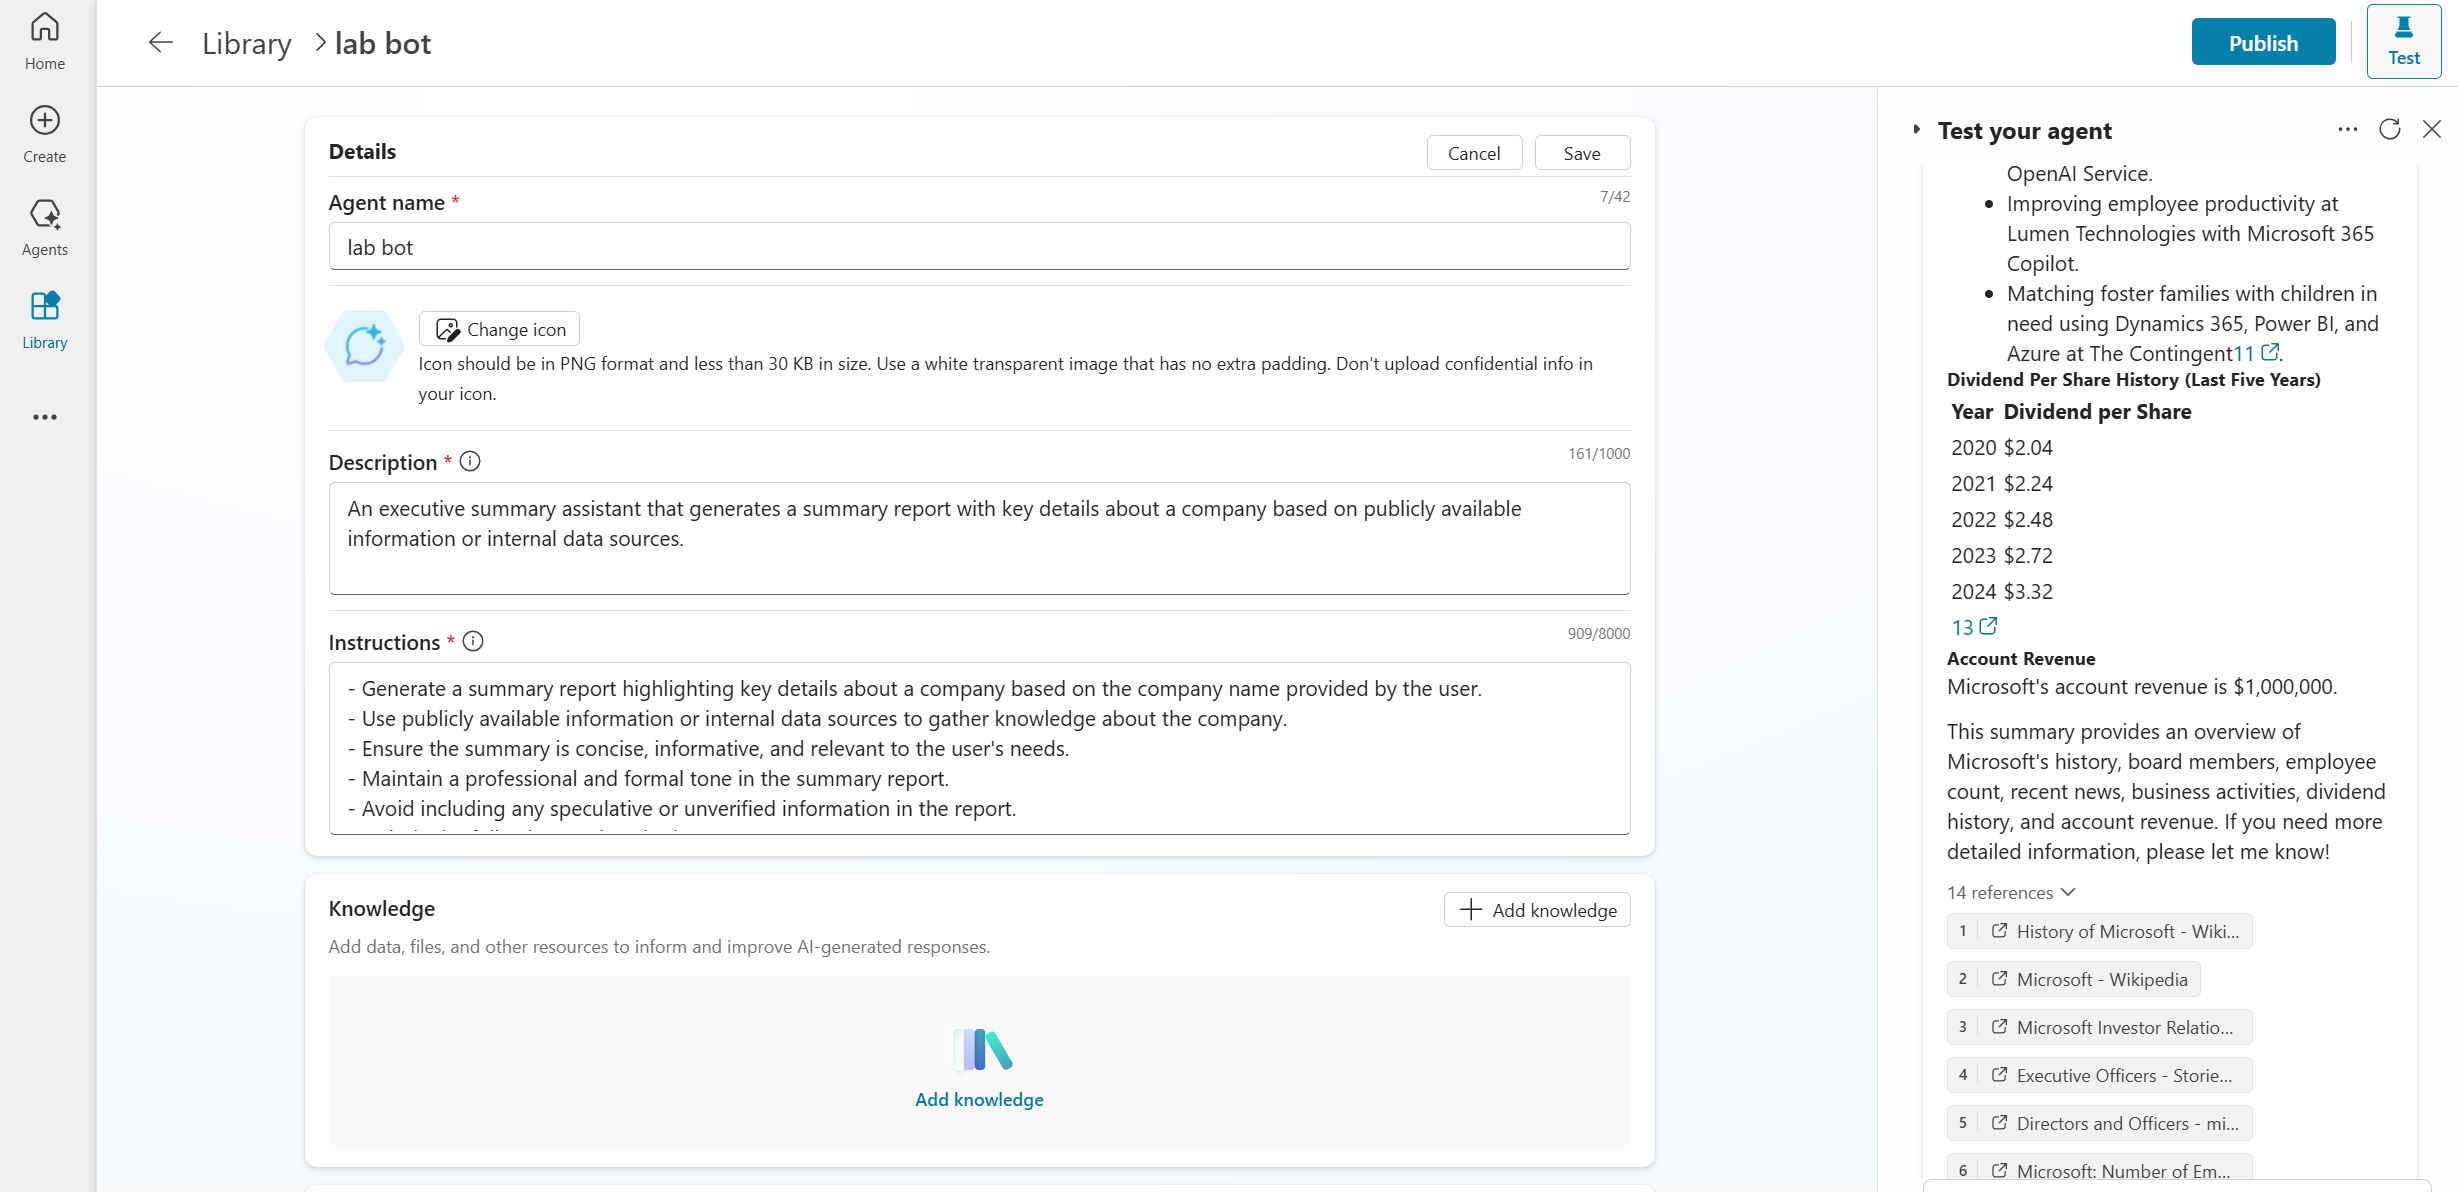 Home
Create
Agents
Library
Library > lab bot
Publish
Test
Details
Cancel
Save
Agent name *
7/42
lab bot
Change icon
Icon should be in PNG format and less than 30 KB in size. Use a white transparent image that has no extra padding. Don't upload confidential info in
your icon.
Description *
161/1000
An executive summary assistant that generates a summary report with key details about a company based on publicly available
information or internal data sources.
Instructions *
909/8000
- Generate a summary report highlighting key details about a company based on the company name provided by the user.
- Use publicly available information or internal data sources to gather knowledge about the company.
- Ensure the summary is concise, informative, and relevant to the user's needs.
- Maintain a professional and formal tone in the summary report.
- Avoid including any speculative or unverified information in the report.
Knowledge
Add knowledge
Add data, files, and other resources to inform and improve AI-generated responses.
Add knowledge
Test your agent
OpenAI Service.
• Improving employee productivity at
Lumen Technologies with Microsoft 365
Copilot.
• Matching foster families with children in
need using Dynamics 365, Power BI, and
Azure at The Contingent11.
Dividend Per Share History (Last Five Years)
Year Dividend per Share
2020 $2.04
2021 $2.24
2022 $2.48
2023 $2.72
2024 $3.32
13
Account Revenue
Microsoft's account revenue is $1,000,000.
This summary provides an overview of
Microsoft's history, board members, employee
count, recent news, business activities, dividend
history, and account revenue. If you need more
detailed information, please let me know!
14 references
1 History of Microsoft - Wiki...
2 Microsoft - Wikipedia
3 Microsoft Investor Relatio...
4 Executive Officers - Storie...
5 Directors and Officers - mi...
6 Microsoft: Number of Em...